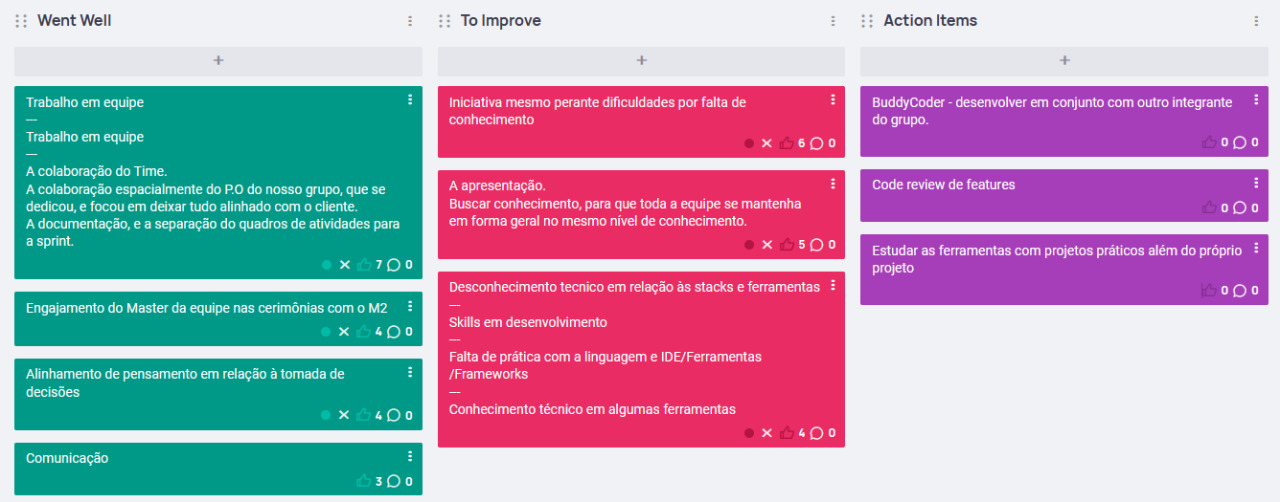 Went Well
Trabalho em equipe
—
Trabalho em equipe
—
A colaboração do Time.
A colaboração espacialmente do P.O do nosso grupo, que se
dedicou, e focou em deixar tudo alinhado com o cliente.
A documentação, e a separação do quadros de atividades para
a sprint.
7 0
Engajamento do Master da equipe nas cerimônias com o M2
4 0
Alinhamento de pensamento em relação à tomada de
decisões
4 0
Comunicação
3 0
To Improve
Iniciativa mesmo perante dificuldades por falta de
conhecimento
6 0
A apresentação.
Buscar conhecimento, para que toda a equipe se mantenha
em forma geral no mesmo nível de conhecimento.
5 0
Desconhecimento tecnico em relação às stacks e ferramentas
—
Skills em desenvolvimento
—
Falta de prática com a linguagem e IDE/Ferramentas
/Frameworks
—
Conhecimento técnico em algumas ferramentas
4 0
Action Items
BuddyCoder - desenvolver em conjunto com outro integrante
do grupo.
0 0
Code review de features
0 0
Estudar as ferramentas com projetos práticos além do próprio
projeto
0 0